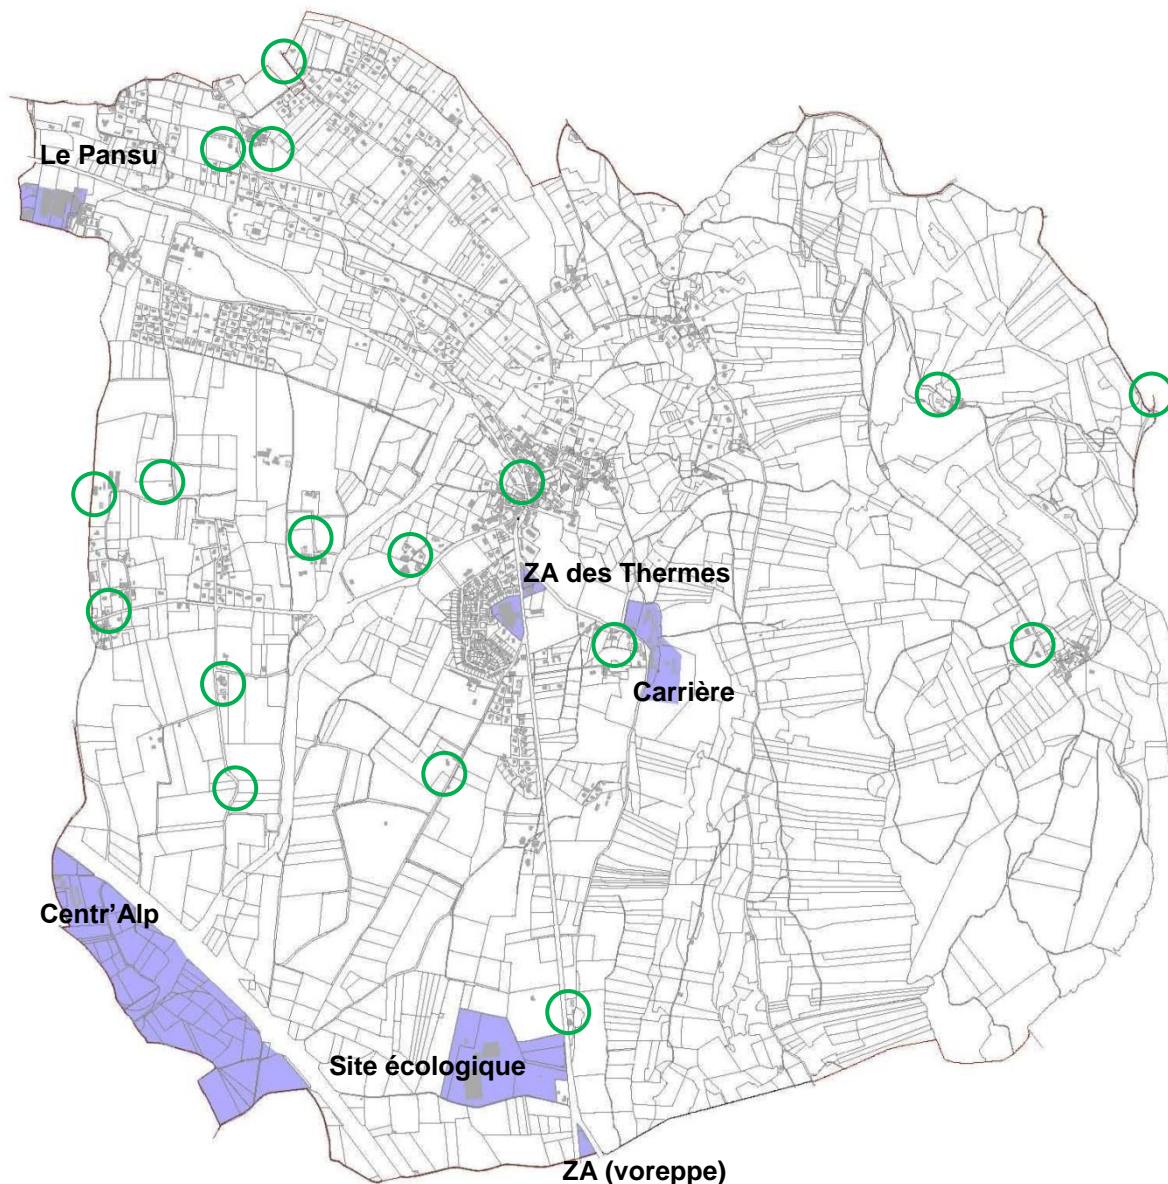 Le Pansu
ZA des Thermes
Carrière
Centr'Alp
Site écologique
ZA (voreppe)